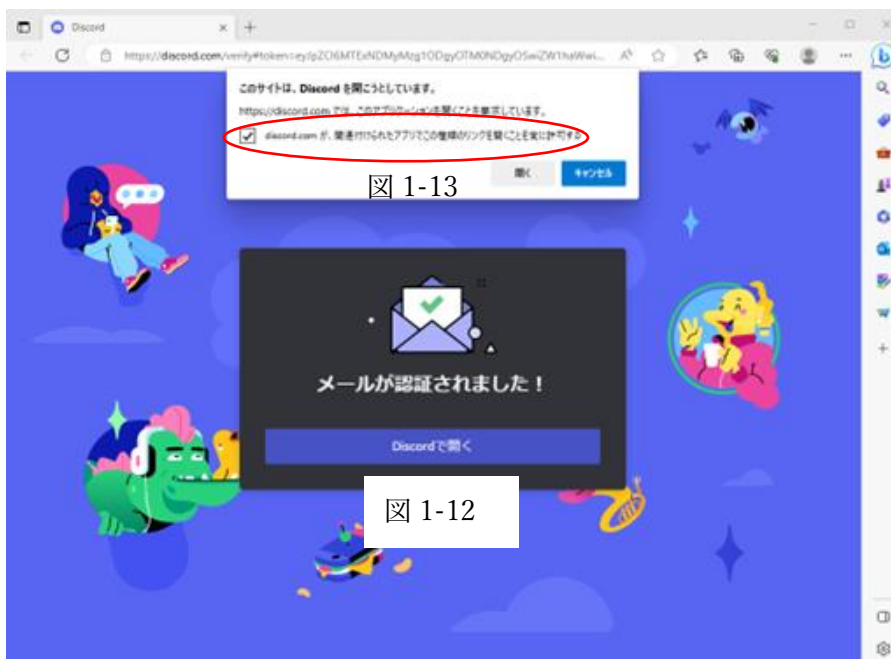 Discord
このサイトは、Discord を開こうとしています。
https://discord.com では、このアプリケーションを開くことを要求しています。
discord.com が、関連付けられたアプリでこの種類のリンクを開くことを常に許可する
開く
キャンセル
図 1-13
メールが認証されました！
Discordで開く
図 1-12